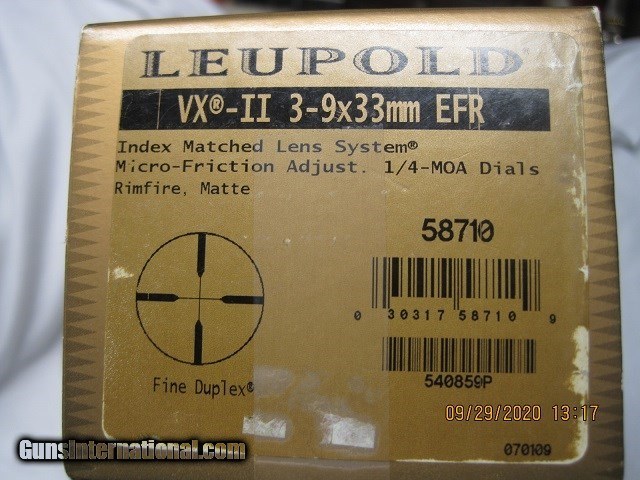 LEUPOLD
VX®-II 3-9x33mm EFR
Index Matched Lens System®
Micro-Friction Adjust. 1/4-MOA Dials
Rimfire, Matte
58710
0 30317 58710 9
540859P
Fine Duplex®
09/29/2020 13:17
070109
GunsInternational.com